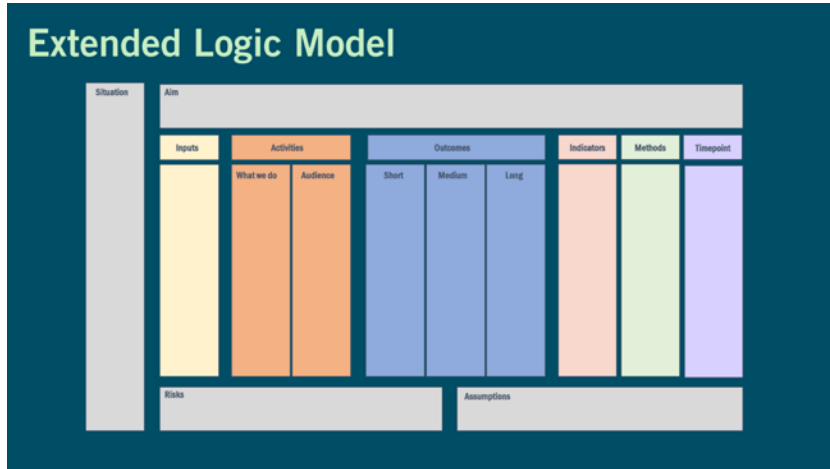 Extended Logic Model
Situation
Aim
Inputs
Activities
Outcomes
Indicators
Methods
Timepoint
What we do
Audience
Short
Medium
Long
Risks
Assumptions